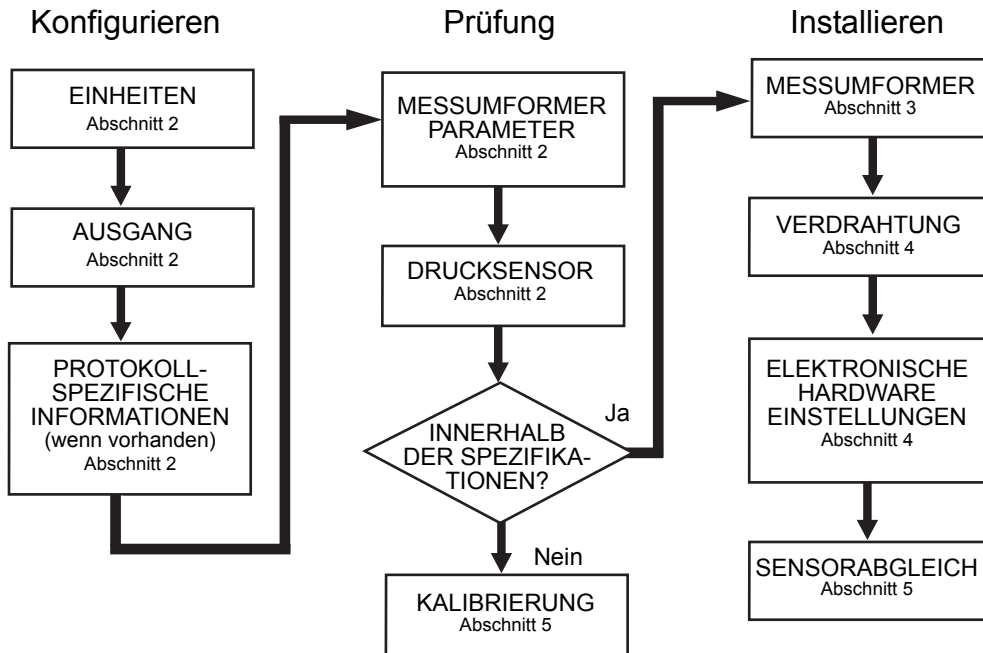 Konfigurieren
EINHEITEN
Abschnitt 2
AUSGANG
Abschnitt 2
PROTOKOLL-
SPEZIFISCHE
INFORMATIONEN
(wenn vorhanden)
Abschnitt 2
Prüfung
MESSUMFORMER
PARAMETER
Abschnitt 2
DRUCKSENSOR
Abschnitt 2
INNERHALB
DER SPEZIFIKA-
TIONEN?
Ja
Nein
KALIBRIERUNG
Abschnitt 5
Installieren
MESSUMFORMER
Abschnitt 3
VERDRAHTUNG
Abschnitt 4
ELEKTRONISCHE
HARDWARE
EINSTELLUNGEN
Abschnitt 4
SENSORABGLEICH
Abschnitt 5